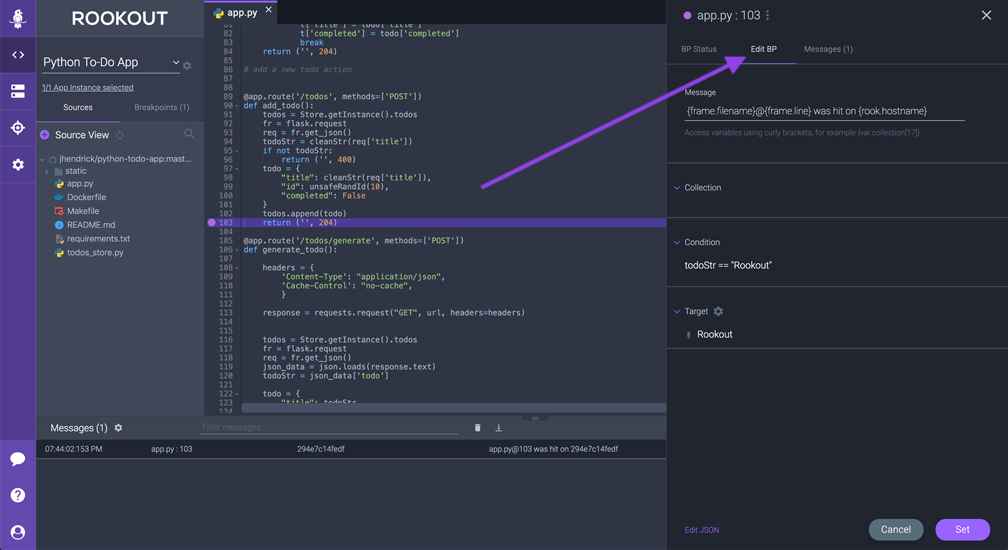 ROOKOUT
Python To-Do App
1/1 App Instance selected
Sources
Breakpoints (1)
Source View
jhendrick/python-todo-app:mast...
static
app.py
Dockerfile
Makefile
README.md
requirements.txt
todos_store.py
app.py
81 t['title'] = todo['title']
82 t['completed'] = todo['completed']
83 break
84 return ('', 204)
85
86 # add a new todo action
87
88
89 @app.route('/todos', methods=['POST'])
90 def add_todo():
91 todos = Store.getInstance().todos
92 fr = flask.request
93 req = fr.get_json()
94 todoStr = cleanStr(req['title'])
95 if not todoStr:
96 return ('', 400)
97 todo = {
98 "title": cleanStr(req['title']),
99 "id": unsafeRandId(10),
100 "completed": False
101 }
102 todos.append(todo)
103 return ('', 204)
104
105 @app.route('/todos/generate', methods=['POST'])
106 def generate_todo():
107
108 headers = {
109 'Content-Type': "application/json",
110 'Cache-Control': "no-cache",
111 }
112
113 response = requests.request("GET", url, headers=headers)
114
115
116 todos = Store.getInstance().todos
117 fr = flask.request
118 req = fr.get_json()
119 json_data = json.loads(response.text)
120 todoStr = json_data['todo']
121
122 todo = {
123 "title": todoStr
124
Messages (1)
Filter messages...
07:44:02:153 PM app.py : 103 294e7c14fedf app.py@103 was hit on 294e7c14fedf
app.py : 103
BP Status
Edit BP
Messages (1)
Message
{frame.filename}@{frame.line} was hit on {rook.hostname}
Access variables using curly brackets, for example {var.collection[17]}
Collection
Condition
todoStr == "Rookout"
Target
Rookout
Edit JSON
Cancel
Set